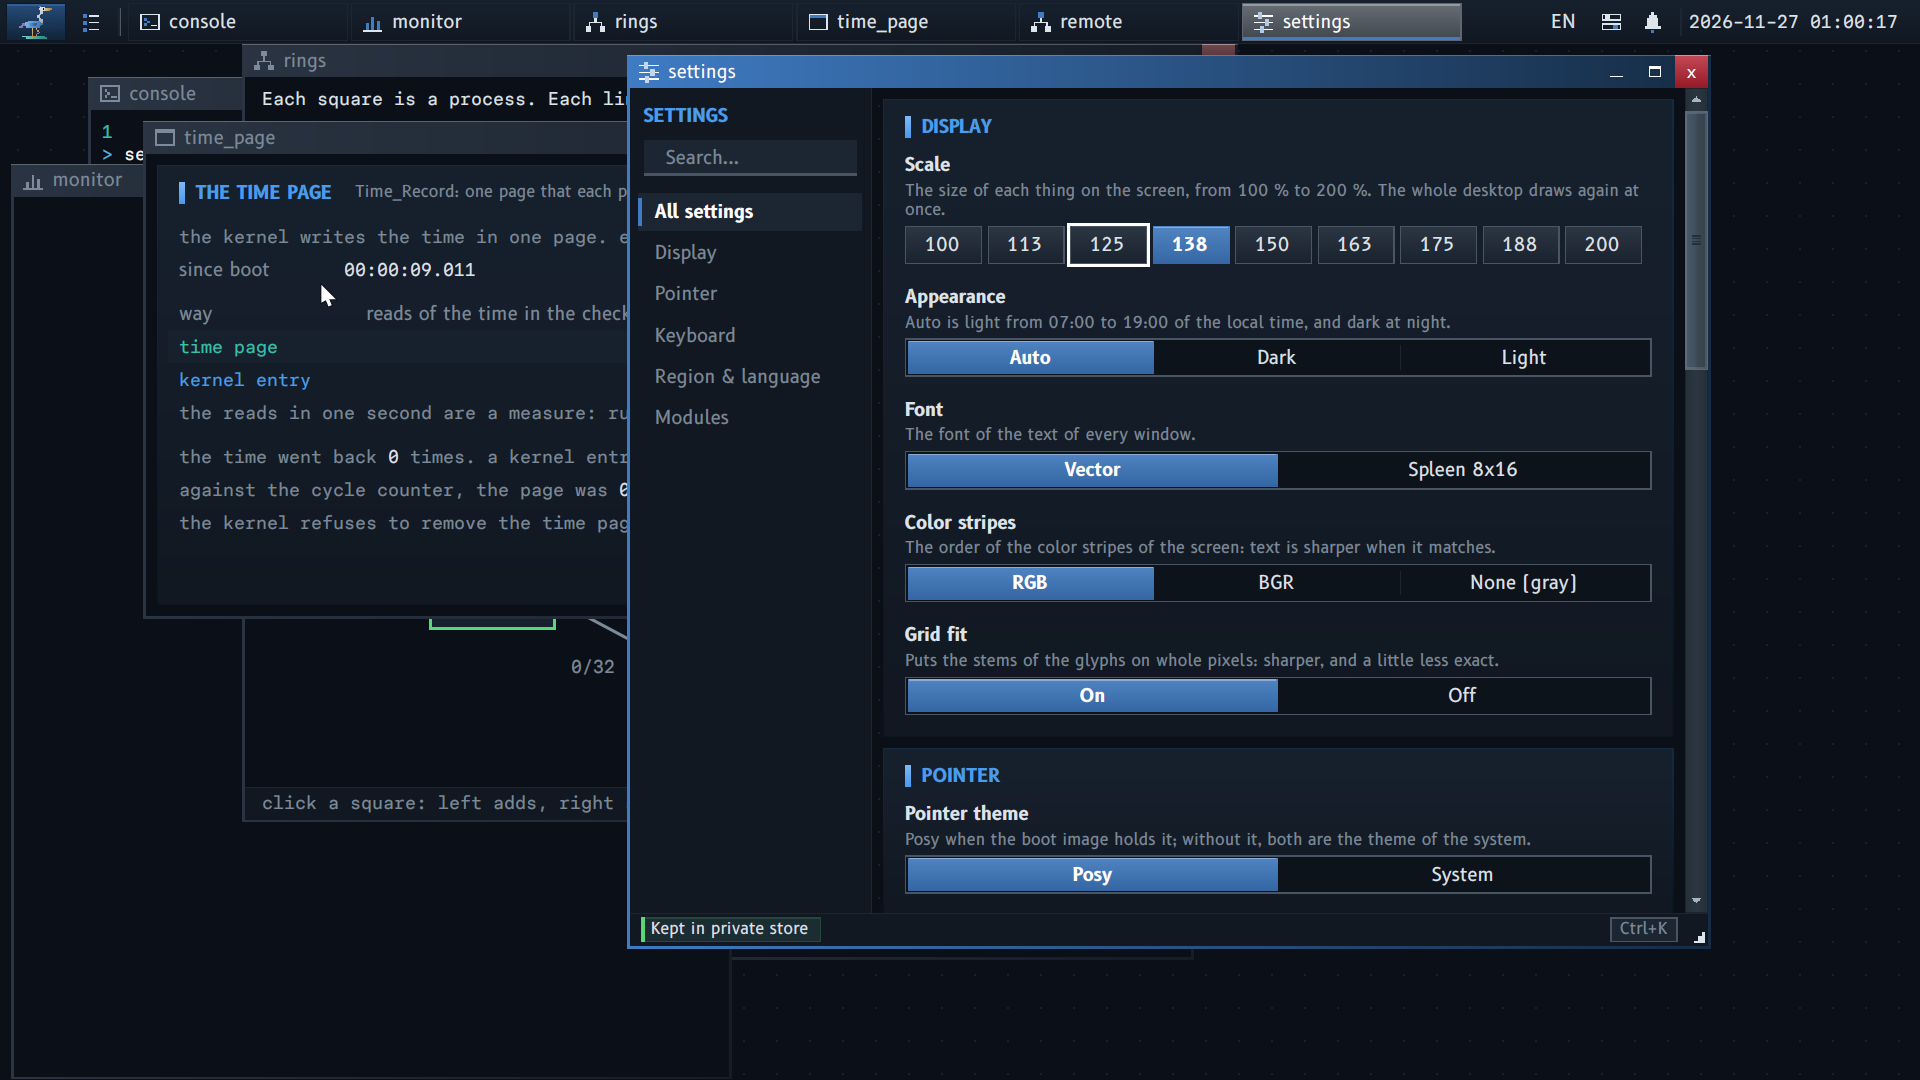 console
monitor
rings
time_page
remote
settings
EN
2026-11-27 01:00:17
rings
Each square is a process. Each
console
1
> se
time_page
monitor
THE TIME PAGE
Time_Record: one page that each
the kernel writes the time in one page.
since boot 00:00:09.011
way reads of the time in the check
time page
kernel entry
the reads in one second are a measure:
the time went back 0 times. a kernel
against the cycle counter, the page was
the kernel refuses to remove the time
0/32
click a square: left adds, right
settings
x
SETTINGS
Search...
All settings
Display
Pointer
Keyboard
Region & language
Modules
DISPLAY
Scale
The size of each thing on the screen, from 100 % to 200 %. The whole desktop draws again at
once.
100 113 125 138 150 163 175 188 200
Appearance
Auto is light from 07:00 to 19:00 of the local time, and dark at night.
Auto Dark Light
Font
The font of the text of every window.
Vector Spleen 8x16
Color stripes
The order of the color stripes of the screen: text is sharper when it matches.
RGB BGR None [gray]
Grid fit
Puts the stems of the glyphs on whole pixels: sharper, and a little less exact.
On Off
POINTER
Pointer theme
Posy when the boot image holds it; without it, both are the theme of the system.
Posy System
Kept in private store
Ctrl+K